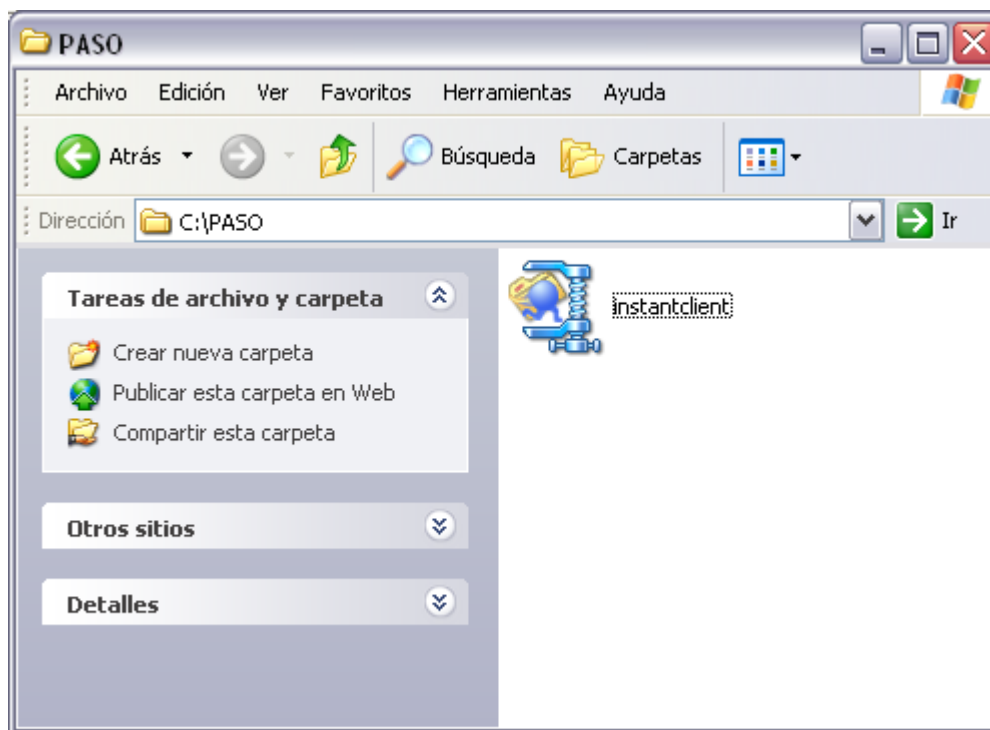 PASO
Archivo Edición Ver Favoritos Herramientas Ayuda
Atrás Búsqueda Carpetas
Dirección C:\PASO Ir
Tareas de archivo y carpeta
Crear nueva carpeta
Publicar esta carpeta en Web
Compartir esta carpeta
Otros sitios
Detalles
instantclient